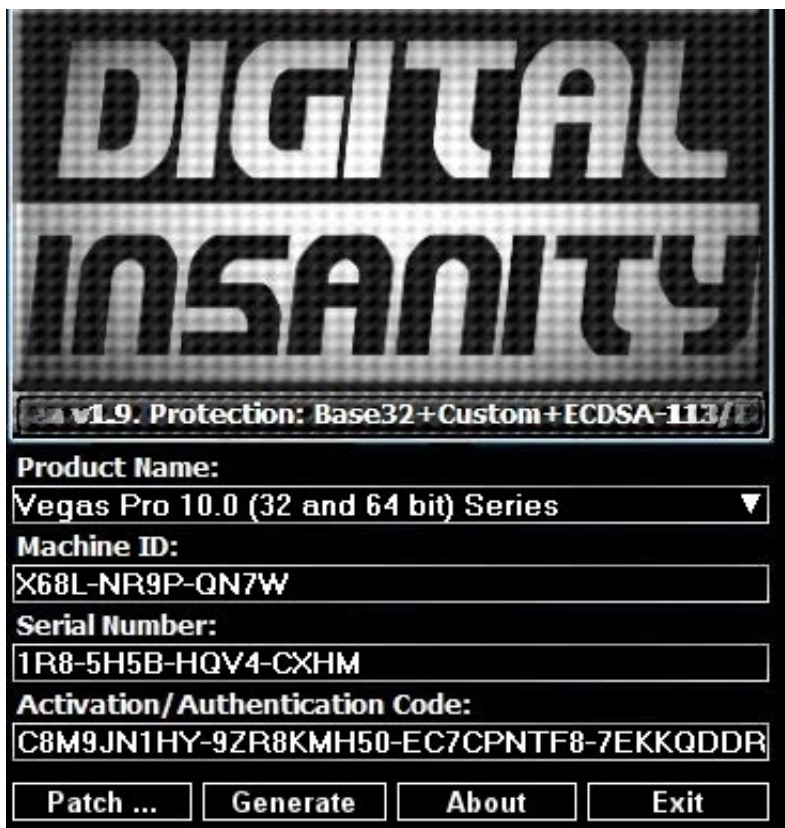 DIGITAL
INSANITY
v1.9. Protection: Base32+Custom+ECDSA-113/
Product Name:
Vegas Pro 10.0 (32 and 64 bit) Series
Machine ID:
X68L-NR9P-QN7W
Serial Number:
1R8-5H5B-HQV4-CXHM
Activation/Authentication Code:
C8M9JN1HY-9ZR8KMH50-EC7CPNTF8-7EKKQDDR
Patch ... Generate About Exit